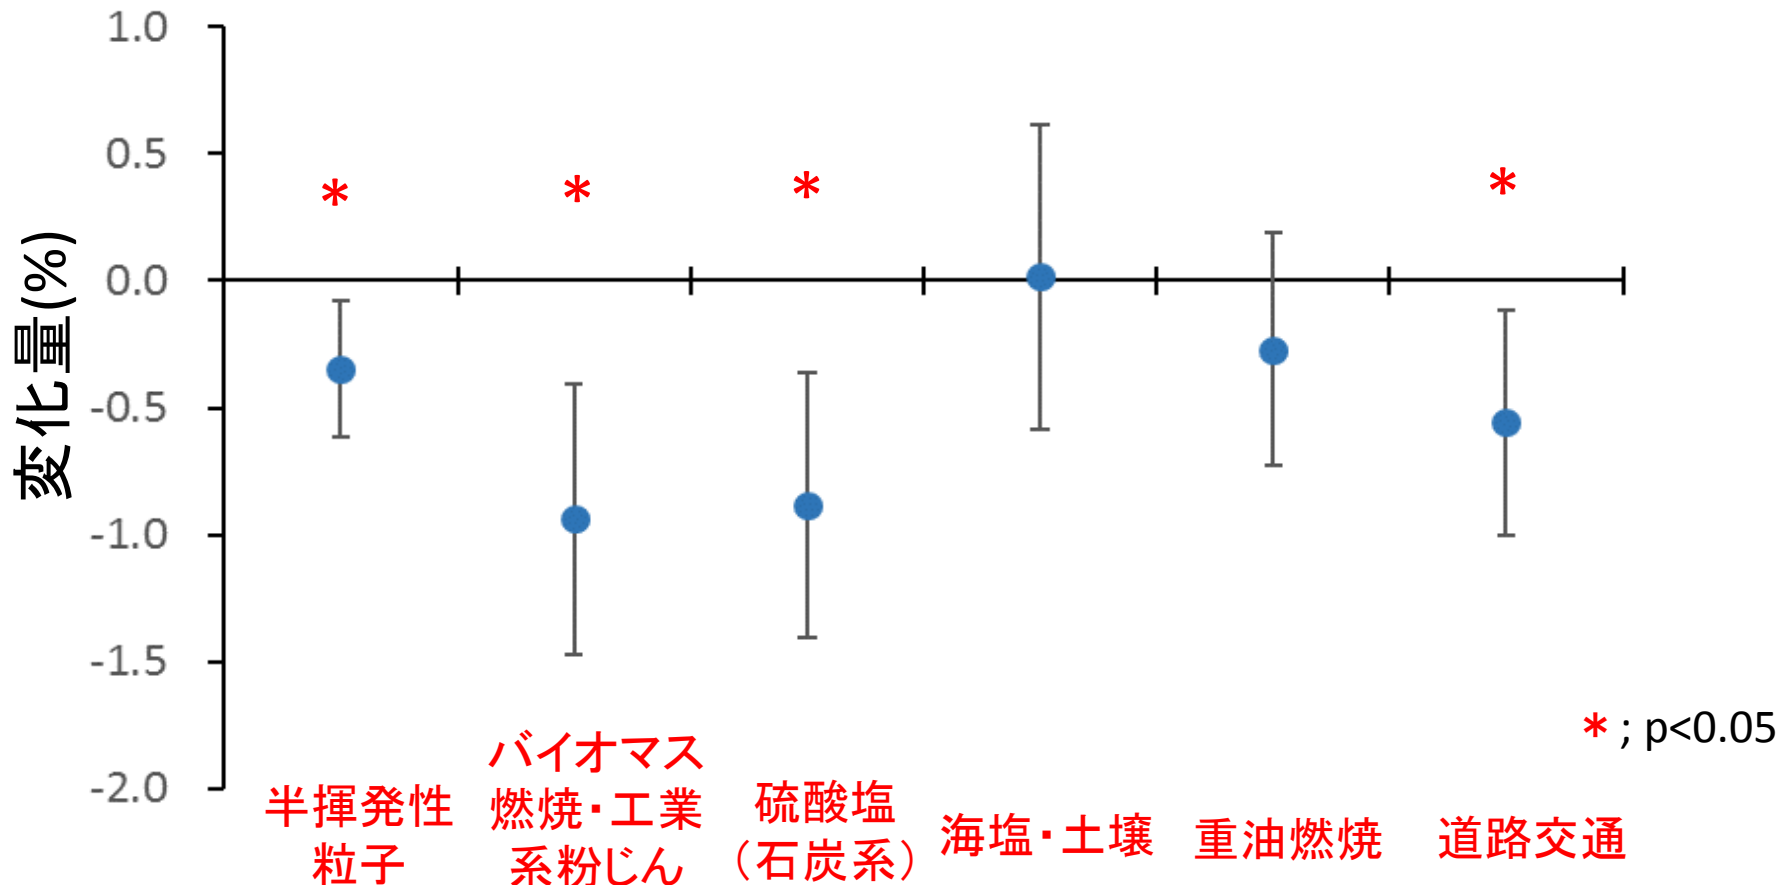 1.0
0.5
0.0
-0.5
-1.0
-1.5
-2.0
変化量(%)
*
*
*
*
* ; p<0.05
半揮発性
粒子
バイオマス
燃焼・工業
系粉じん
硫酸塩
（石炭系）
海塩・土壌
重油燃焼
道路交通